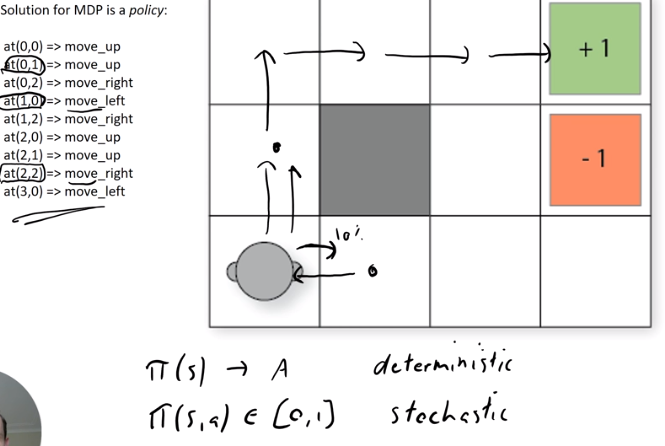 Solution for MDP is a policy:
at(0,0) => move_up
at(0,1) => move_up
at(0,2) => move_right
at(1,0) => move_left
at(1,2) => move_right
at(2,0) => move_up
at(2,1) => move_up
at(2,2) => move_right
at(3,0) => move_left
+ 1
- 1
10%
π(s) → A deterministic
π(s,a) ∈ [0,1] stochastic